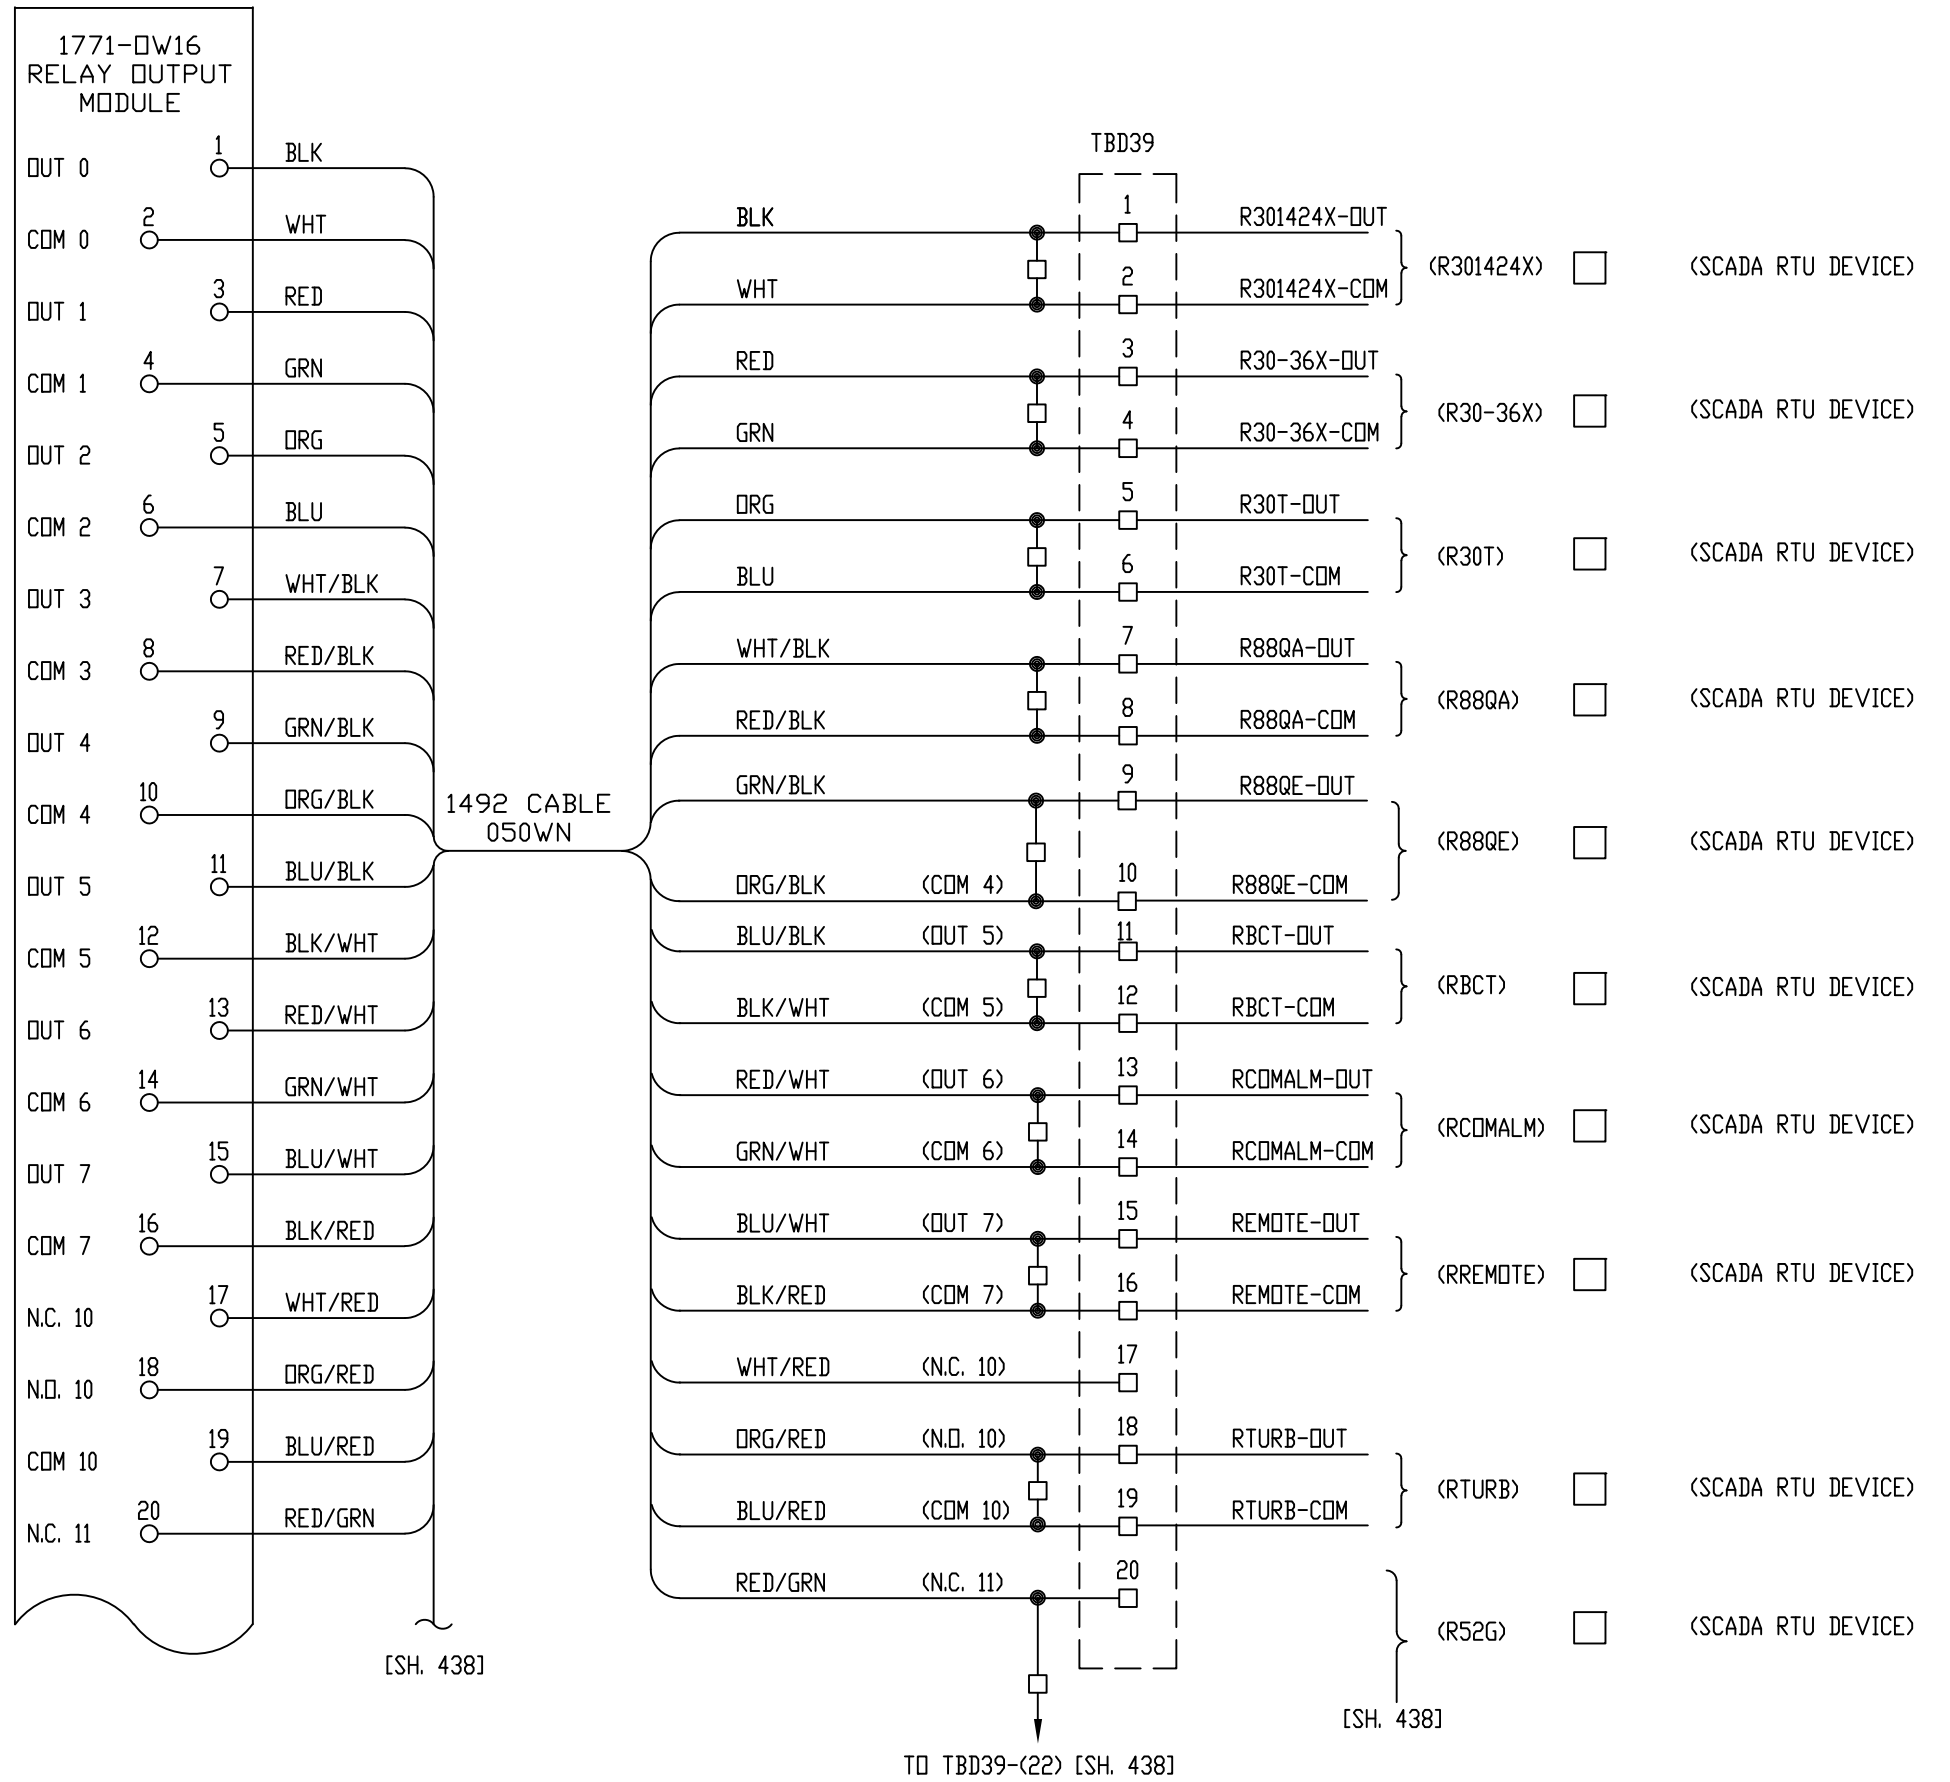 1771-OW16
RELAY OUTPUT
MODULE
OUT 0 1 BLK
COM 0 2 WHT
OUT 1 3 RED
COM 1 4 GRN
OUT 2 5 ORG
COM 2 6 BLU
OUT 3 7 WHT/BLK
COM 3 8 RED/BLK
OUT 4 9 GRN/BLK
COM 4 10 ORG/BLK
OUT 5 11 BLU/BLK
COM 5 12 BLK/WHT
OUT 6 13 RED/WHT
COM 6 14 GRN/WHT
OUT 7 15 BLU/WHT
COM 7 16 BLK/RED
N.C. 10 17 WHT/RED
N.O. 10 18 ORG/RED
COM 10 19 BLU/RED
N.C. 11 20 RED/GRN
[SH. 438]
1492 CABLE
050WN
TBD39
BLK 1 R301424X-OUT
(R301424X) (SCADA RTU DEVICE)
WHT 2 R301424X-COM
RED 3 R30-36X-OUT
(R30-36X) (SCADA RTU DEVICE)
GRN 4 R30-36X-COM
ORG 5 R30T-OUT
(R30T) (SCADA RTU DEVICE)
BLU 6 R30T-COM
WHT/BLK 7 R88QA-OUT
(R88QA) (SCADA RTU DEVICE)
RED/BLK 8 R88QA-COM
GRN/BLK 9 R88QE-OUT
(R88QE) (SCADA RTU DEVICE)
ORG/BLK (COM 4) 10 R88QE-COM
BLU/BLK (OUT 5) 11 RBCT-OUT
(RBCT) (SCADA RTU DEVICE)
BLK/WHT (COM 5) 12 RBCT-COM
RED/WHT (OUT 6) 13 RCOMALM-OUT
(RCOMALM) (SCADA RTU DEVICE)
GRN/WHT (COM 6) 14 RCOMALM-COM
BLU/WHT (OUT 7) 15 REMOTE-OUT
(RREMOTE) (SCADA RTU DEVICE)
BLK/RED (COM 7) 16 REMOTE-COM
WHT/RED (N.C. 10) 17
ORG/RED (N.O. 10) 18 RTURB-OUT
(RTURB) (SCADA RTU DEVICE)
BLU/RED (COM 10) 19 RTURB-COM
RED/GRN (N.C. 11) 20
(R52G) (SCADA RTU DEVICE)
[SH. 438]
TO TBD39-(22) [SH. 438]